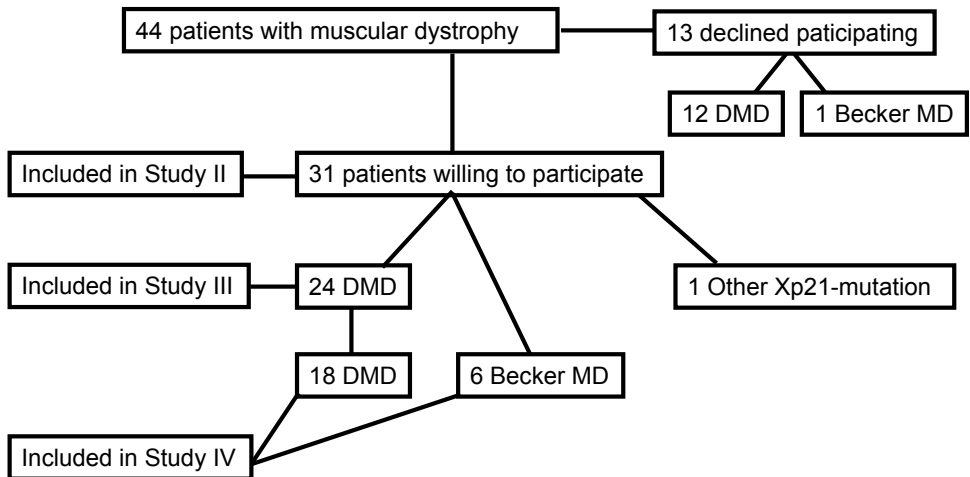 44 patients with muscular dystrophy
13 declined paticipating
12 DMD
1 Becker MD
Included in Study II
31 patients willing to participate
Included in Study III
24 DMD
1 Other Xp21-mutation
18 DMD
6 Becker MD
Included in Study IV